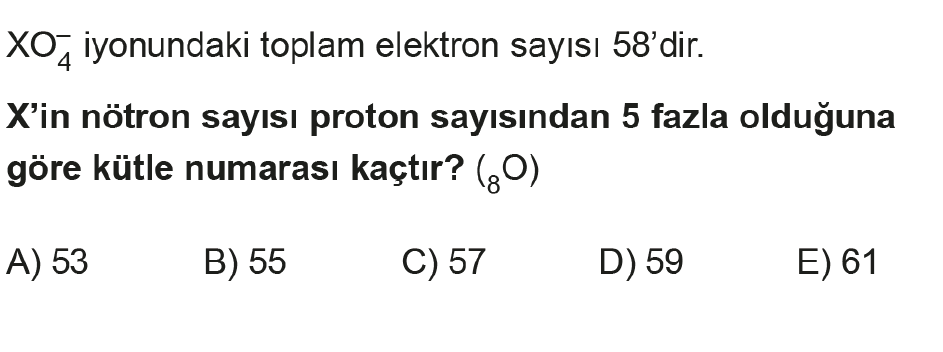 XO₄⁻ iyonundaki toplam elektron sayısı 58’dir.
X’in nötron sayısı proton sayısından 5 fazla olduğuna
göre kütle numarası kaçtır? (₈O)
A) 53 B) 55 C) 57 D) 59 E) 61